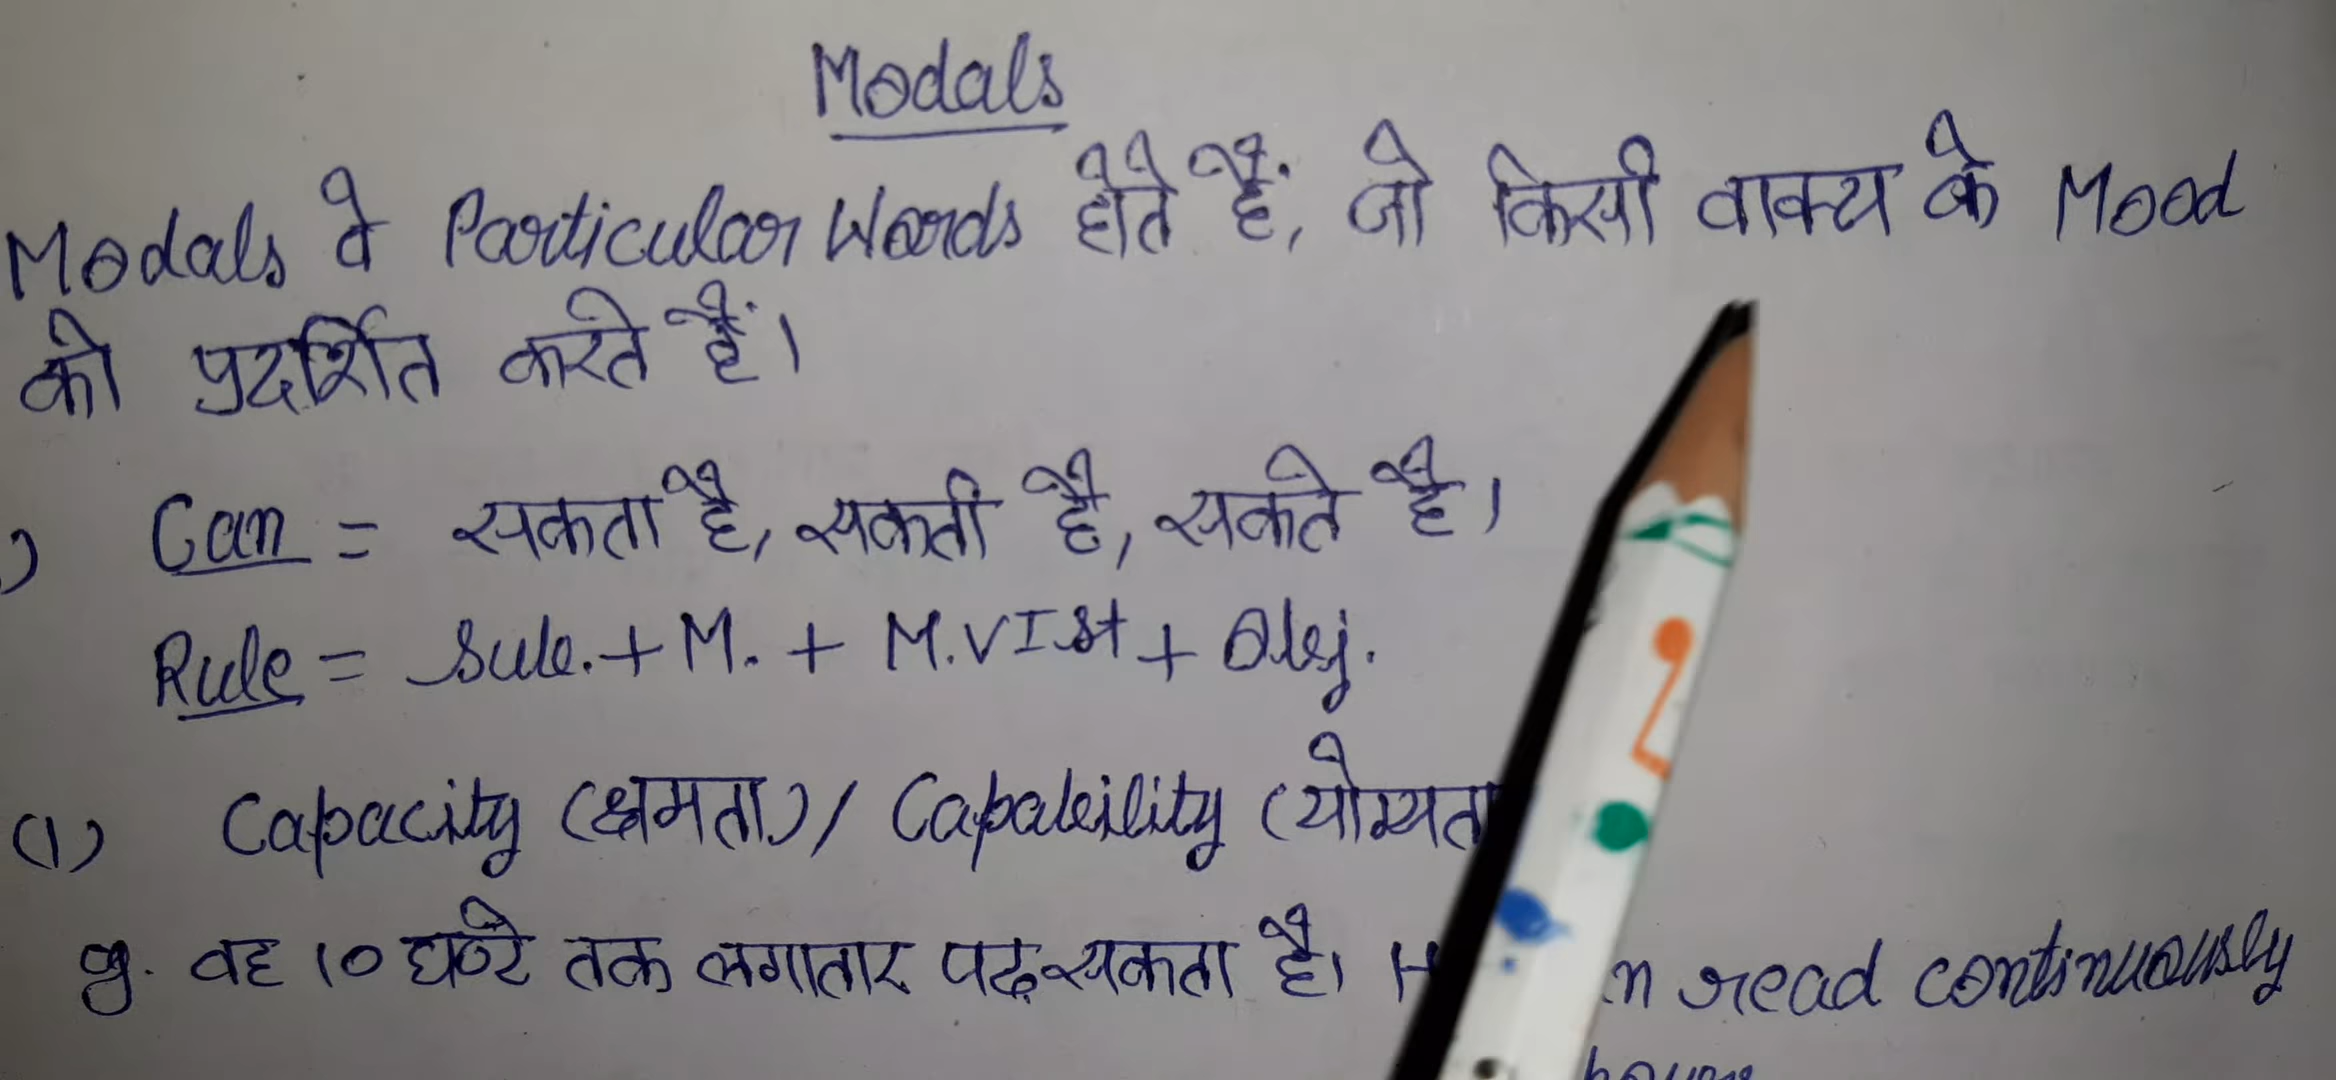 Modals
Modals वे Particular Words होते हैं, जो किसी वाक्य के Mood
को प्रदर्शित करते हैं।
Can = सकता है, सकती है, सकते है।
Rule = Sub. + M. + M.V Ist + Obj.
(1) Capacity (क्षमता) / Capability (योग्यता
g. वह 10 घण्टे तक लगातार पढ़ सकता है। read continuously